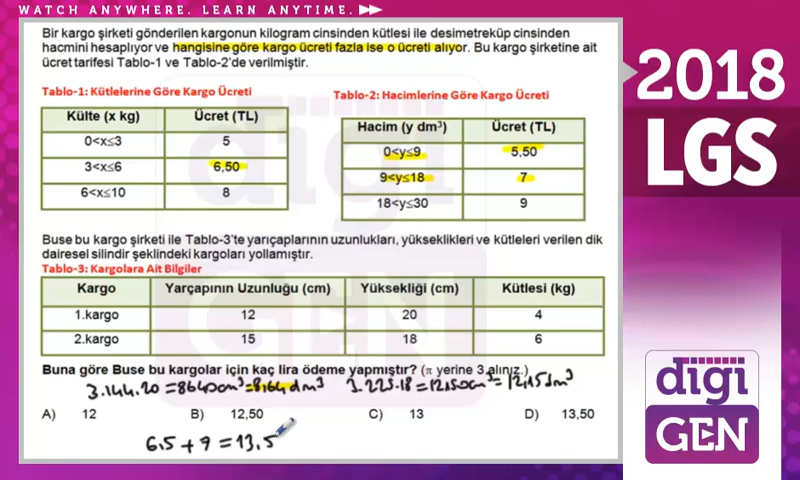 WATCH ANYWHERE. LEARN ANYTIME.
Bir kargo şirketi gönderilen kargonun kilogram cinsinden kütlesi ile desimetreküp cinsinden
hacmini hesaplıyor ve hangisine göre kargo ücreti fazla ise o ücreti alıyor. Bu kargo şirketine ait
ücret tarifesi Tablo-1 ve Tablo-2'de verilmiştir.
Tablo-1: Kütlelerine Göre Kargo Ücreti
Külte (x kg) Ücret (TL)
0<x≤3 5
3<x≤6 6,50
6<x≤10 8
Tablo-2: Hacimlerine Göre Kargo Ücreti
Hacim (y dm³) Ücret (TL)
0<y≤9 5,50
9<y≤18 7
18<y≤30 9
Buse bu kargo şirketi ile Tablo-3'te yarıçaplarının uzunlukları, yükseklikleri ve kütleleri verilen dik
dairesel silindir şeklindeki kargoları yollamıştır.
Tablo-3: Kargolara Ait Bilgiler
Kargo Yarıçapının Uzunluğu (cm) Yüksekliği (cm) Kütlesi (kg)
1.kargo 12 20 4
2.kargo 15 18 6
Buna göre Buse bu kargolar için kaç lira ödeme yapmıştır? (π yerine 3 alınız.)
3.144.20=8640cm³=8,64dm³ 3.225.18=12150cm³=12,15dm³
A) 12 B) 12,50 C) 13 D) 13,50
6.5+7=13.5
2018
LGS
digi
GEN
digi
GEN